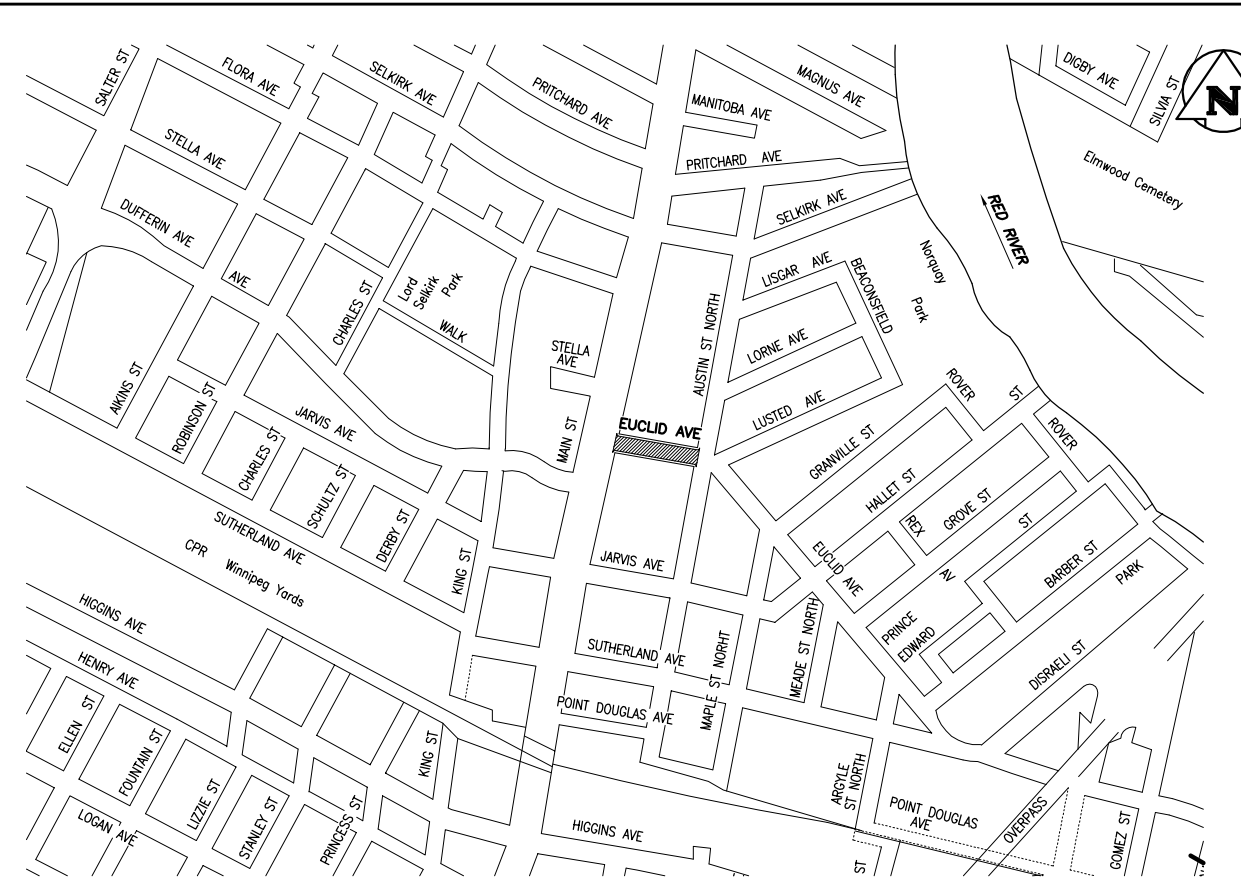 SALTER ST
FLORA AVE
SELKIRK AVE
PRITCHARD AVE
MANITOBA AVE
MAGNUS AVE
DIGBY AVE
SILVIA ST
N
STELLA AVE
PRITCHARD AVE
Elmwood Cemetery
DUFFERIN AVE
SELKIRK AVE
RED RIVER
AVE
Lord
Selkirk
Park
LISGAR AVE
BEACONSFIELD
Norquay
Park
CHARLES ST
WALK
STELLA
AVE
AUSTIN ST NORTH
LORNE AVE
AIKINS ST
ROBINSON ST
JARVIS AVE
MAIN ST
EUCLID AVE
LUSTED AVE
ROVER
ST
ROVER
CHARLES ST
SCHULTZ ST
DERBY ST
GRANVILLE ST
HALLET ST
GROVE ST
REX
AV
ST
SUTHERLAND AVE
CPR
Winnipeg Yards
KING ST
JARVIS AVE
EUCLID AVE
BARBER ST
PARK
HIGGINS AVE
HENRY AVE
SUTHERLAND AVE
MAPLE ST NORHT
MEADE ST NORTH
PRINCE
EDWARD
DISRAELI ST
ELLEN ST
FOUNTAIN ST
LIZZIE ST
STANLEY ST
PRINCESS ST
KING ST
POINT DOUGLAS AVE
ARGYLE
ST NORTH
POINT DOUGLAS
AVE
OVERPASS
GOMEZ ST
LOGAN AVE
HIGGINS AVE
ST